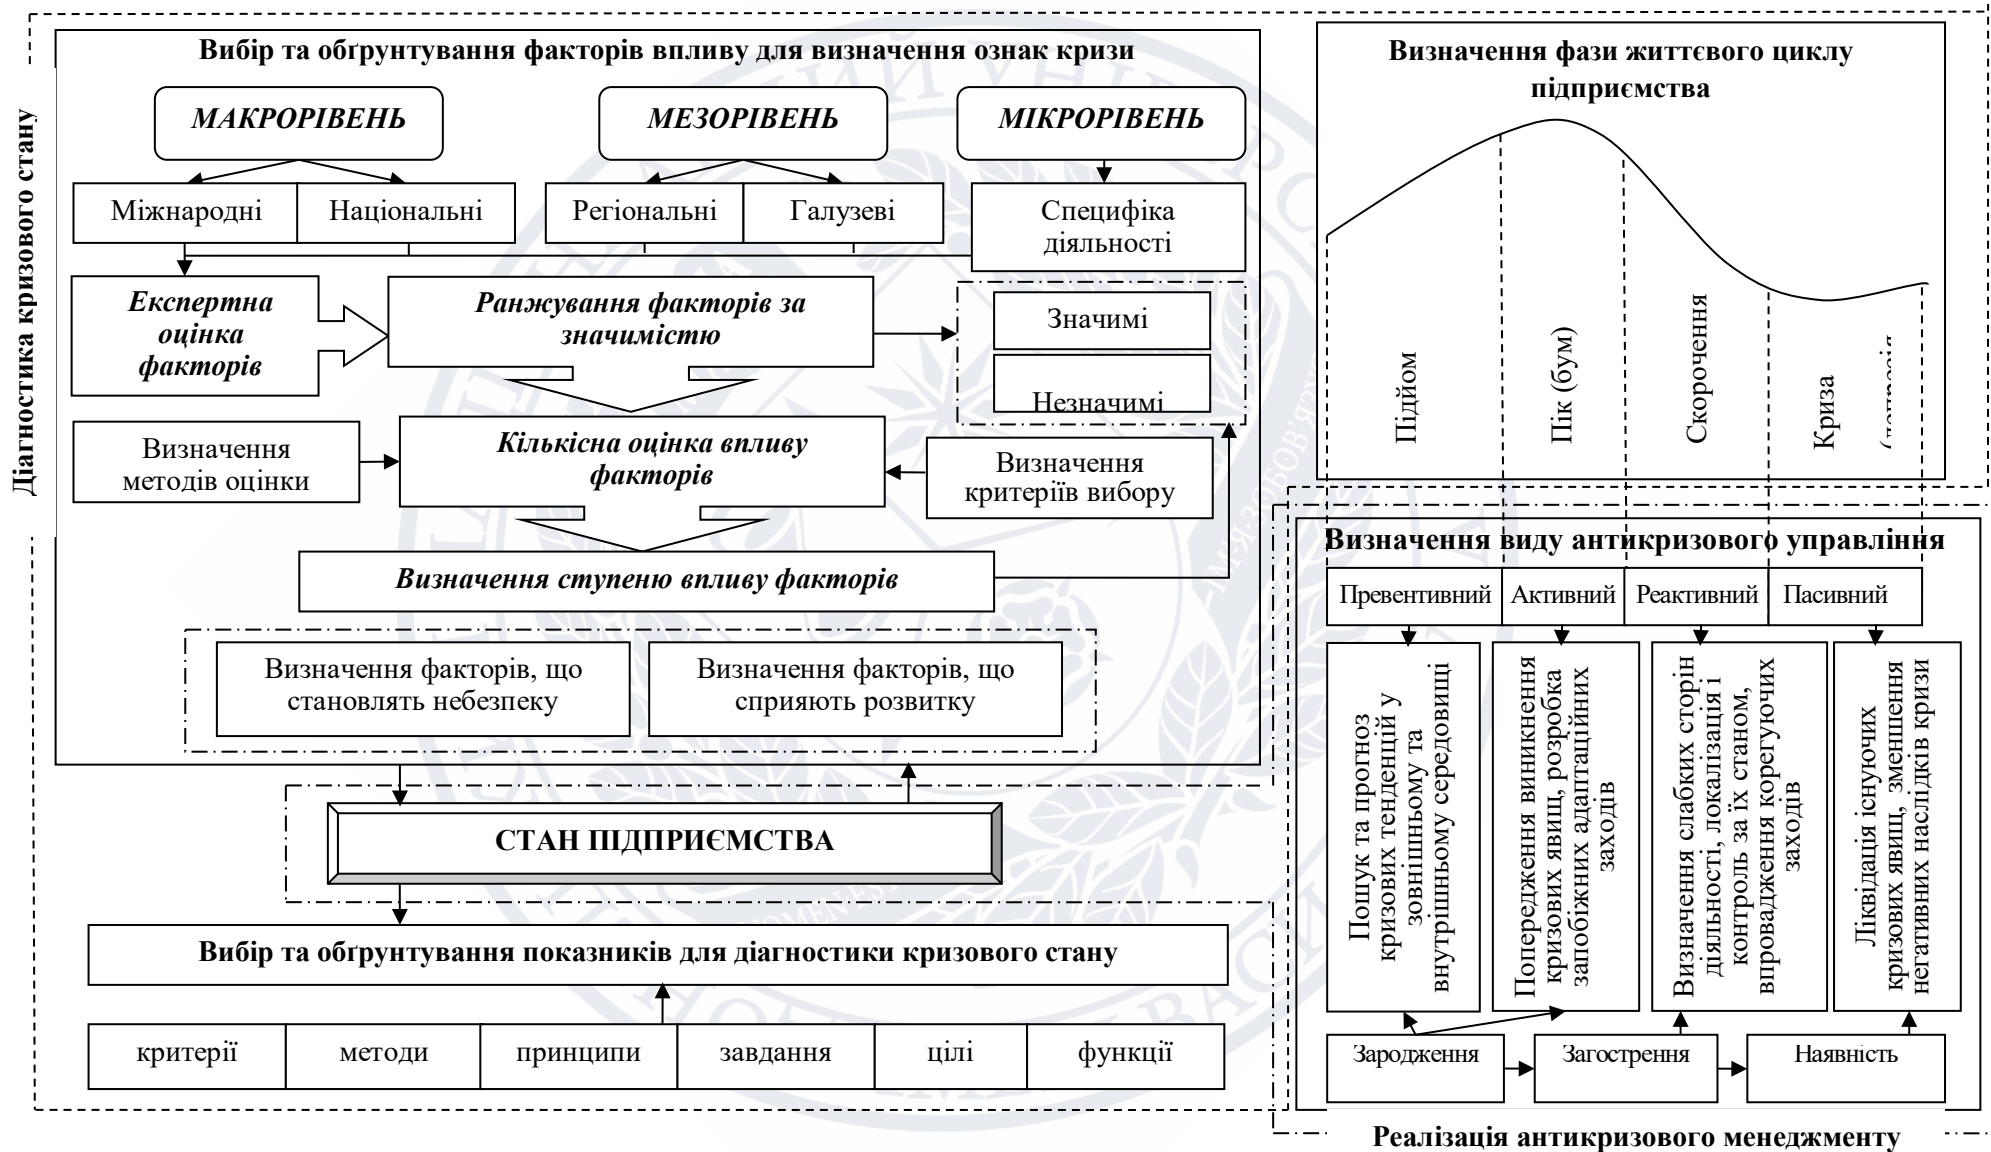 Діагностика кризового стану
Вибір та обґрунтування факторів впливу для визначення ознак кризи
МАКРОРІВЕНЬ
МЕЗОРІВЕНЬ
МІКРОРІВЕНЬ
Міжнародні
Національні
Регіональні
Галузеві
Специфіка
діяльності
Експертна
оцінка
факторів
Ранжування факторів за
значимістю
Значимі
Незначимі
Визначення
методів оцінки
Кількісна оцінка впливу
факторів
Визначення
критеріїв вибору
Визначення ступеню впливу факторів
Визначення факторів, що
становлять небезпеку
Визначення факторів, що
сприяють розвитку
СТАН ПІДПРИЄМСТВА
Вибір та обґрунтування показників для діагностики кризового стану
критерії
методи
принципи
завдання
цілі
функції
Визначення фази життєвого циклу
підприємства
Підйом
Пік (бум)
Скорочення
Криза
Визначення виду антикризового управління
Превентивний
Активний
Реактивний
Пасивний
Пошук та прогноз
кризових тенденцій у
зовнішньому та
внутрішньому середовищі
Попередження виникнення
кризових явищ, розробка
запобіжних адаптаційних
заходів
Визначення слабких сторін
діяльності, локалізація і
контроль за їх станом,
впровадження корегуючих
заходів
Ліквідація існуючих
кризових явищ, зменшення
негативних наслідків кризи
Зародження
Загострення
Наявність
Реалізація антикризового менеджменту